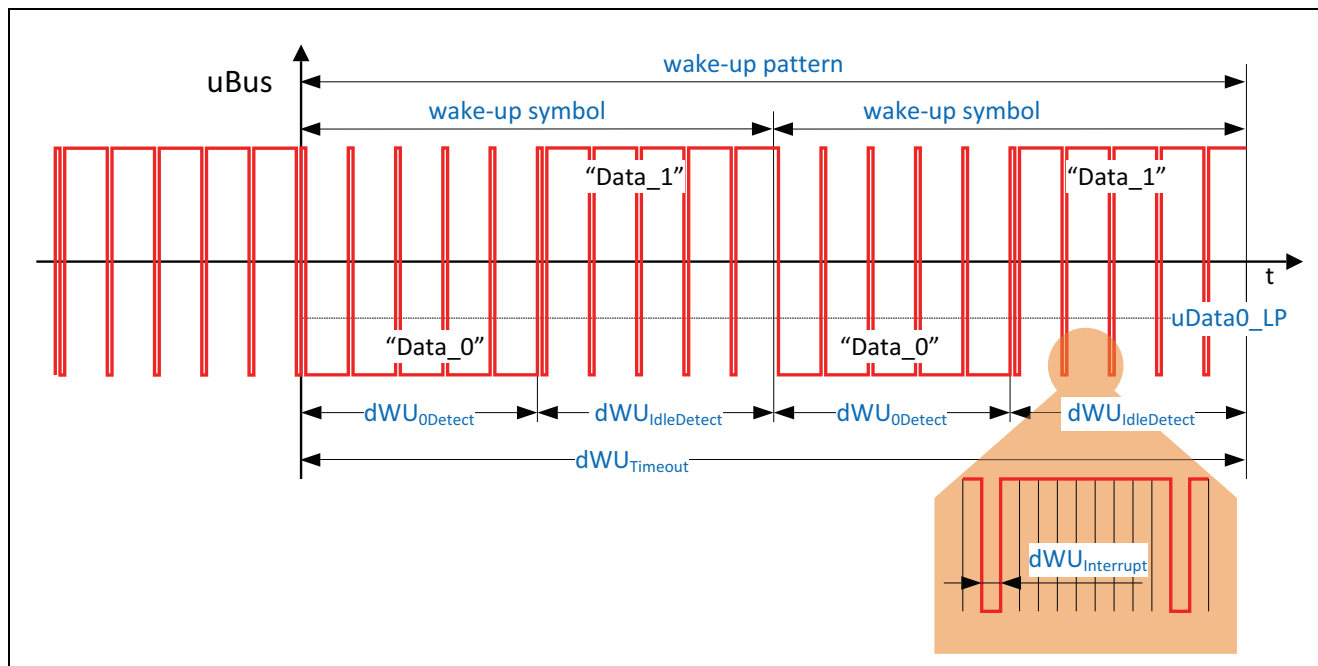 wake-up pattern
uBus
wake-up symbol wake-up symbol
“Data_1” “Data_1”
t
uData0_LP
“Data_0” “Data_0”
dWU0Detect dWUIdleDetect dWU0Detect dWUIdleDetect
dWUTimeout
dWUInterrupt